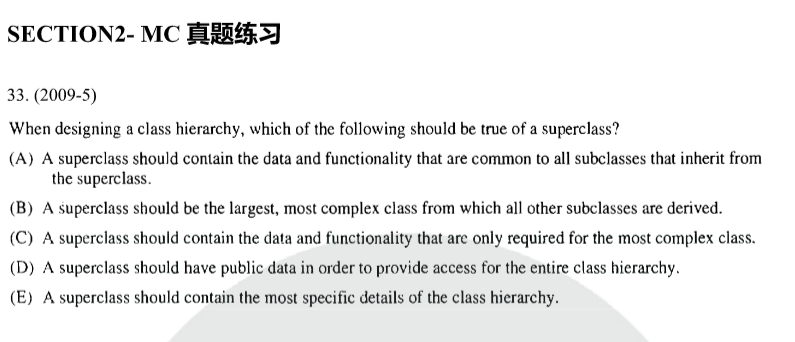 SECTION2- MC 真题练习
33. (2009-5)
When designing a class hierarchy, which of the following should be true of a superclass?
(A) A superclass should contain the data and functionality that are common to all subclasses that inherit from
the superclass.
(B) A superclass should be the largest, most complex class from which all other subclasses are derived.
(C) A superclass should contain the data and functionality that are only required for the most complex class.
(D) A superclass should have public data in order to provide access for the entire class hierarchy.
(E) A superclass should contain the most specific details of the class hierarchy.